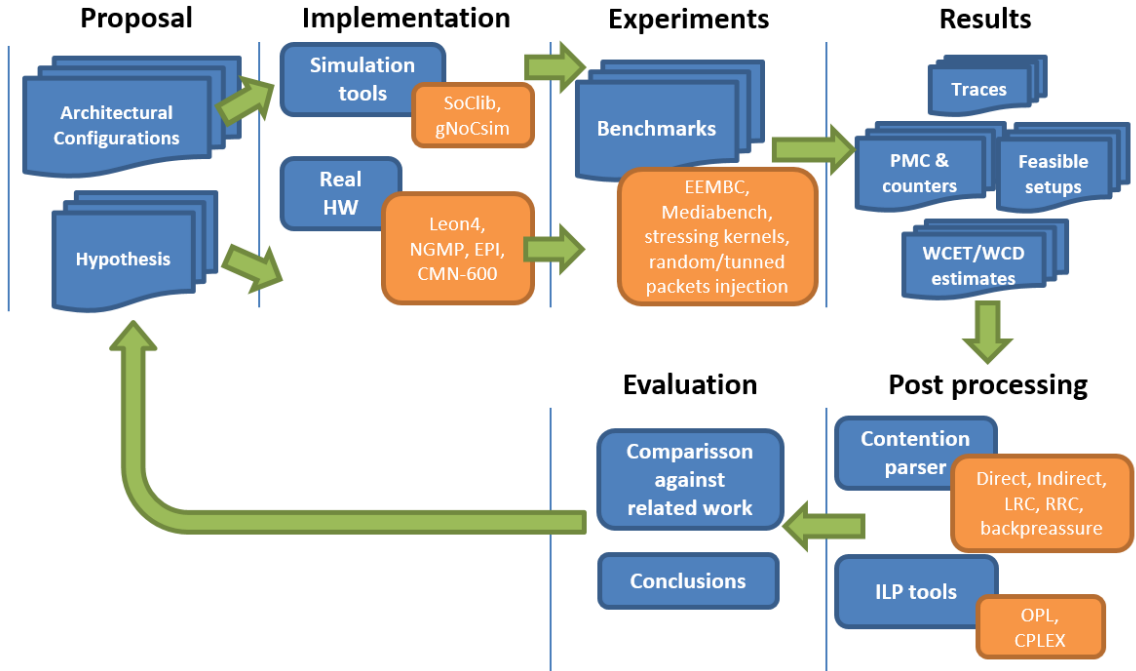 Proposal
Implementation
Experiments
Results
Architectural
Configurations
Hypothesis
Simulation
tools
SoClib,
gNoCsim
Real
HW
Leon4,
NGMP, EPI,
CMN-600
Benchmarks
EEMBC,
Mediabench,
stressing kernels,
random/tunned
packets injection
Traces
PMC &
counters
Feasible
setups
WCET/WCD
estimates
Evaluation
Post processing
Comparisson
against
related work
Conclusions
Contention
parser
Direct, Indirect,
LRC, RRC,
backpreassure
ILP tools
OPL,
CPLEX